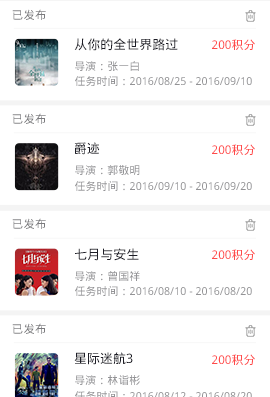 已发布
从你的全世界路过 200积分
导演：张一白
任务时间：2016/08/25 - 2016/09/10
已发布
爵迹 200积分
导演：郭敬明
任务时间：2016/09/10 - 2016/09/20
已发布
七月与安生 200积分
七月与安生
导演：曾国祥
任务时间：2016/08/10 - 2016/08/20
已发布
星际迷航3 200积分
导演：林诣彬
任务时间：2016/08/12 - 2016/08/20